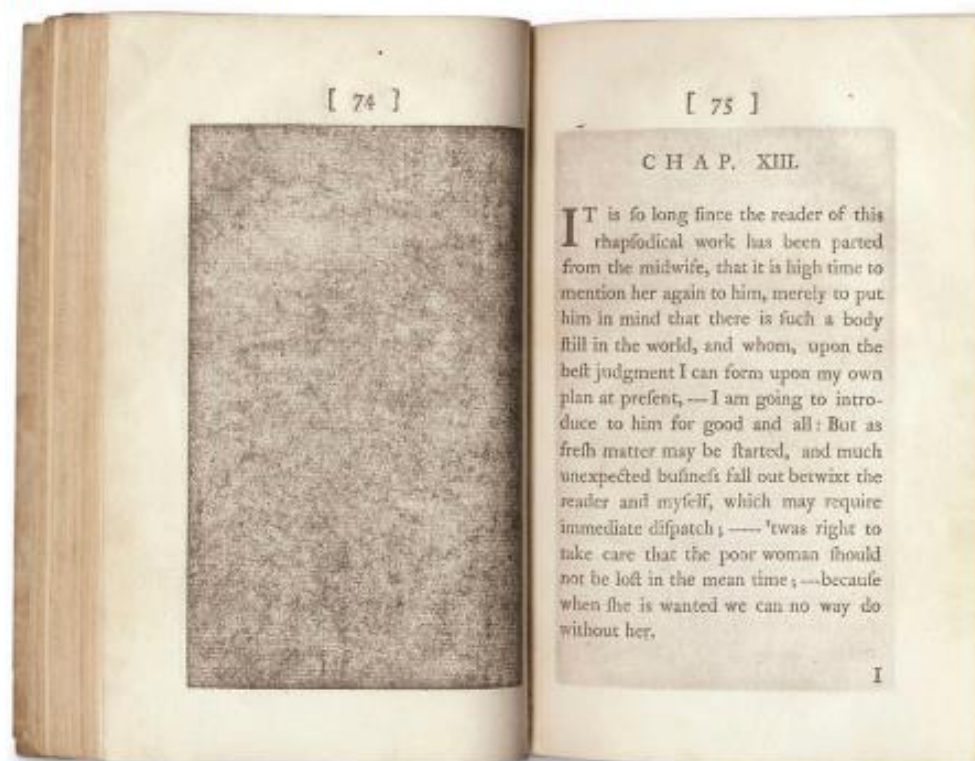 [ 74 ]
[ 75 ]
CHAP. XIII.
IT is ſo long ſince the reader of this
rhapſodical work has been parted
from the midwife, that it is high time to
mention her again to him, merely to put
him in mind that there is ſuch a body
ſtill in the world, and whom, upon the
beſt judgment I can form upon my own
plan at preſent, — I am going to intro-
duce to him for good and all: But as
freſh matter may be ſtarted, and much
unexpected buſineſs fall out betwixt the
reader and myſelf, which may require
immediate diſpatch; —— 'twas right to
take care that the poor woman ſhould
not be loſt in the mean time; —becauſe
when ſhe is wanted we can no way do
without her.
I